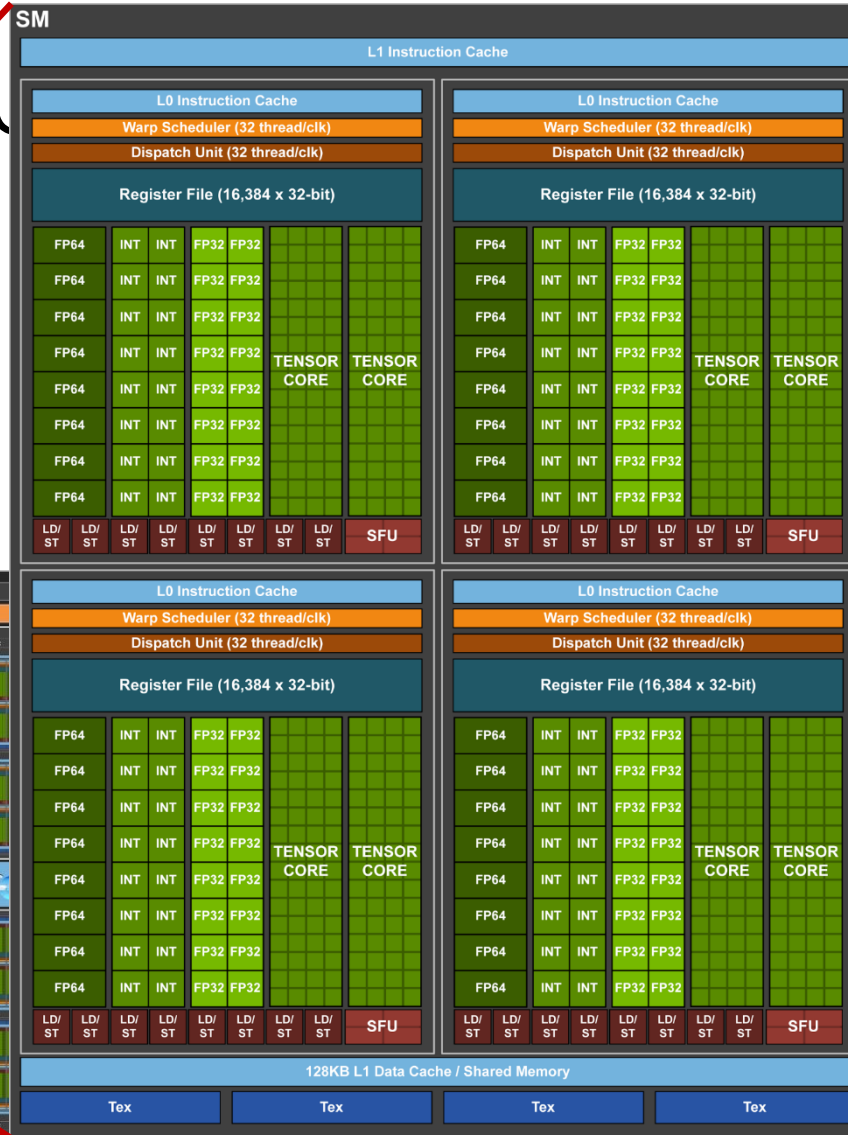 SM
L1 Instruction Cache
L0 Instruction Cache
Warp Scheduler (32 thread/clk)
Dispatch Unit (32 thread/clk)
Register File (16,384 x 32-bit)
FP64 INT INT FP32 FP32
FP64 INT INT FP32 FP32
FP64 INT INT FP32 FP32
FP64 INT INT FP32 FP32
TENSOR CORE TENSOR CORE
FP64 INT INT FP32 FP32
FP64 INT INT FP32 FP32
FP64 INT INT FP32 FP32
FP64 INT INT FP32 FP32
LD/ST LD/ST LD/ST LD/ST LD/ST LD/ST LD/ST LD/ST SFU
L0 Instruction Cache
Warp Scheduler (32 thread/clk)
Dispatch Unit (32 thread/clk)
Register File (16,384 x 32-bit)
FP64 INT INT FP32 FP32
FP64 INT INT FP32 FP32
FP64 INT INT FP32 FP32
FP64 INT INT FP32 FP32
TENSOR CORE TENSOR CORE
FP64 INT INT FP32 FP32
FP64 INT INT FP32 FP32
FP64 INT INT FP32 FP32
FP64 INT INT FP32 FP32
LD/ST LD/ST LD/ST LD/ST LD/ST LD/ST LD/ST LD/ST SFU
L0 Instruction Cache
Warp Scheduler (32 thread/clk)
Dispatch Unit (32 thread/clk)
Register File (16,384 x 32-bit)
FP64 INT INT FP32 FP32
FP64 INT INT FP32 FP32
FP64 INT INT FP32 FP32
FP64 INT INT FP32 FP32
TENSOR CORE TENSOR CORE
FP64 INT INT FP32 FP32
FP64 INT INT FP32 FP32
FP64 INT INT FP32 FP32
FP64 INT INT FP32 FP32
LD/ST LD/ST LD/ST LD/ST LD/ST LD/ST LD/ST LD/ST SFU
L0 Instruction Cache
Warp Scheduler (32 thread/clk)
Dispatch Unit (32 thread/clk)
Register File (16,384 x 32-bit)
FP64 INT INT FP32 FP32
FP64 INT INT FP32 FP32
FP64 INT INT FP32 FP32
FP64 INT INT FP32 FP32
TENSOR CORE TENSOR CORE
FP64 INT INT FP32 FP32
FP64 INT INT FP32 FP32
FP64 INT INT FP32 FP32
FP64 INT INT FP32 FP32
LD/ST LD/ST LD/ST LD/ST LD/ST LD/ST LD/ST LD/ST SFU
128KB L1 Data Cache / Shared Memory
Tex Tex Tex Tex